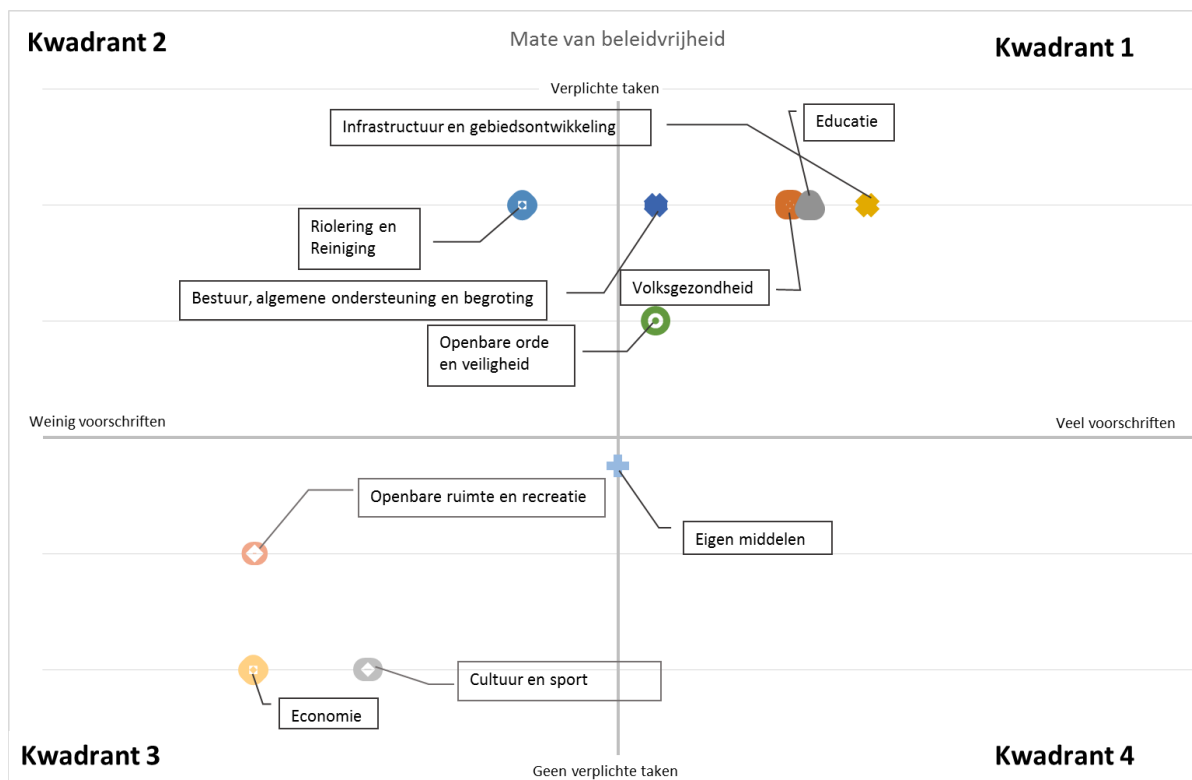 Kwadrant 2
Mate van beleidvrijheid
Kwadrant 1
Verplichte taken
Infrastructuur en gebiedsontwikkeling
Educatie
Riolering en
Reiniging
Bestuur, algemene ondersteuning en begroting
Volksgezondheid
Openbare orde
en veiligheid
Weinig voorschriften
Veel voorschriften
Openbare ruimte en recreatie
Eigen middelen
Cultuur en sport
Economie
Kwadrant 3
Kwadrant 4
Geen verplichte taken